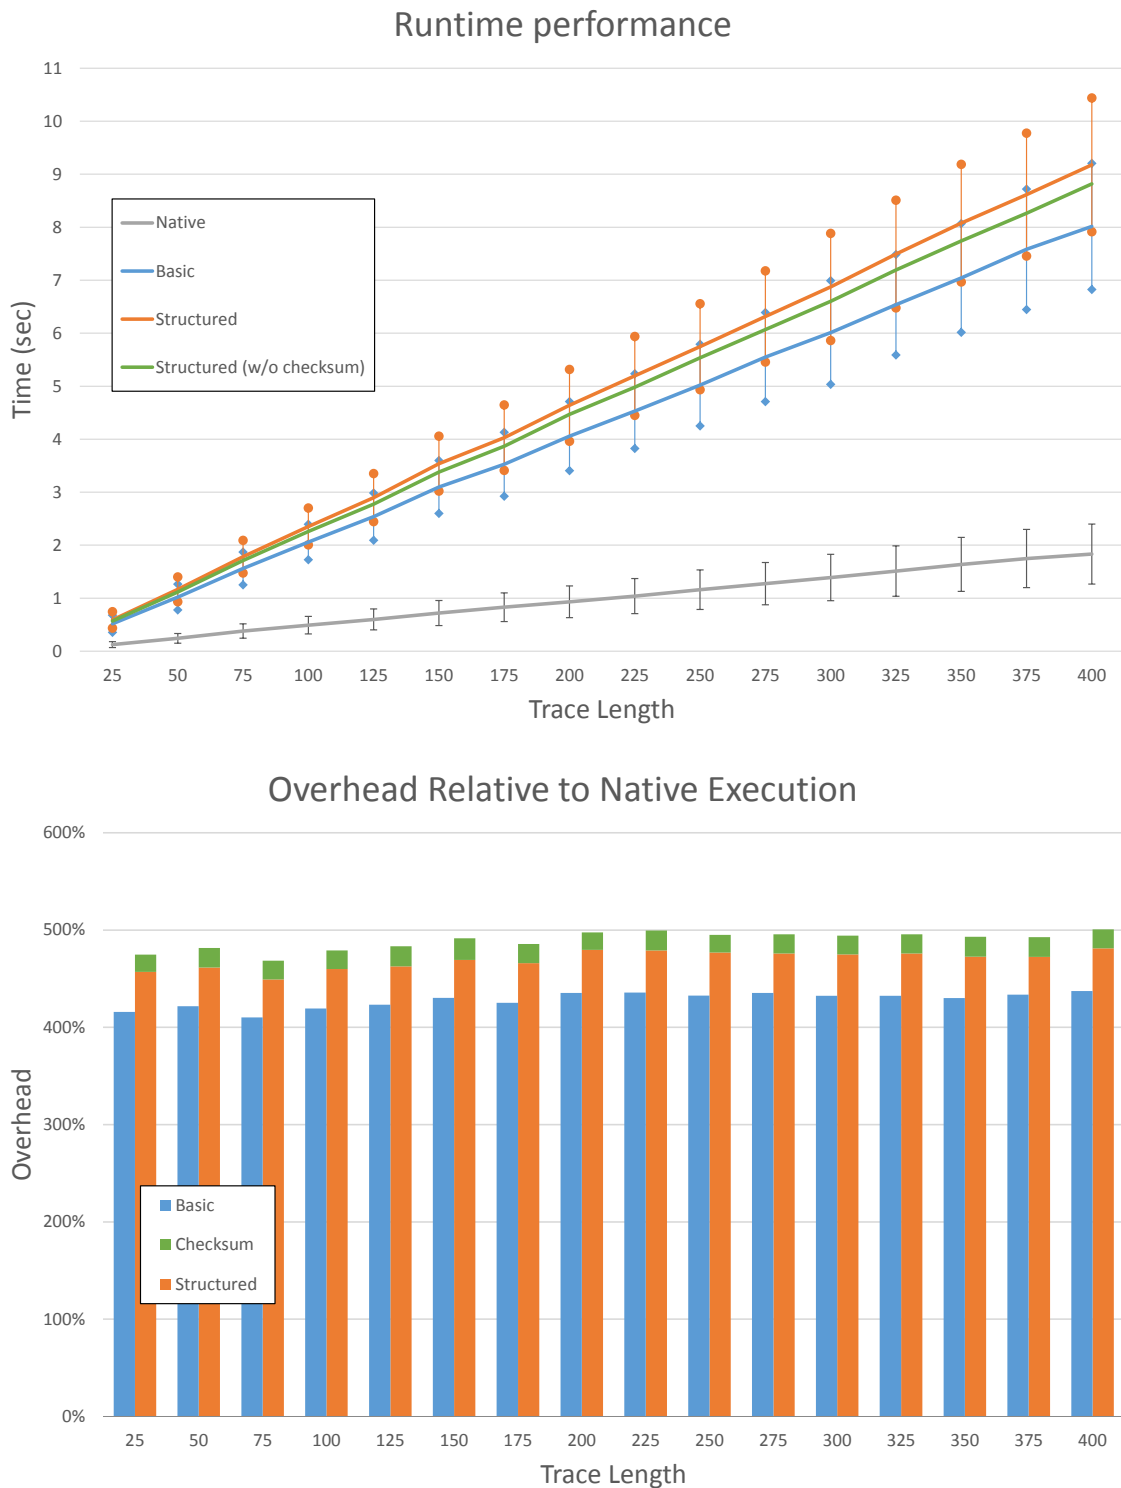 Runtime performance
11
10
9
8
7
6
5
4
3
2
1
0
Time (sec)
Native
Basic
Structured
Structured (w/o checksum)
25 50 75 100 125 150 175 200 225 250 275 300 325 350 375 400
Trace Length
Overhead Relative to Native Execution
600%
500%
400%
300%
200%
100%
0%
Overhead
Basic
Checksum
Structured
25 50 75 100 125 150 175 200 225 250 275 300 325 350 375 400
Trace Length